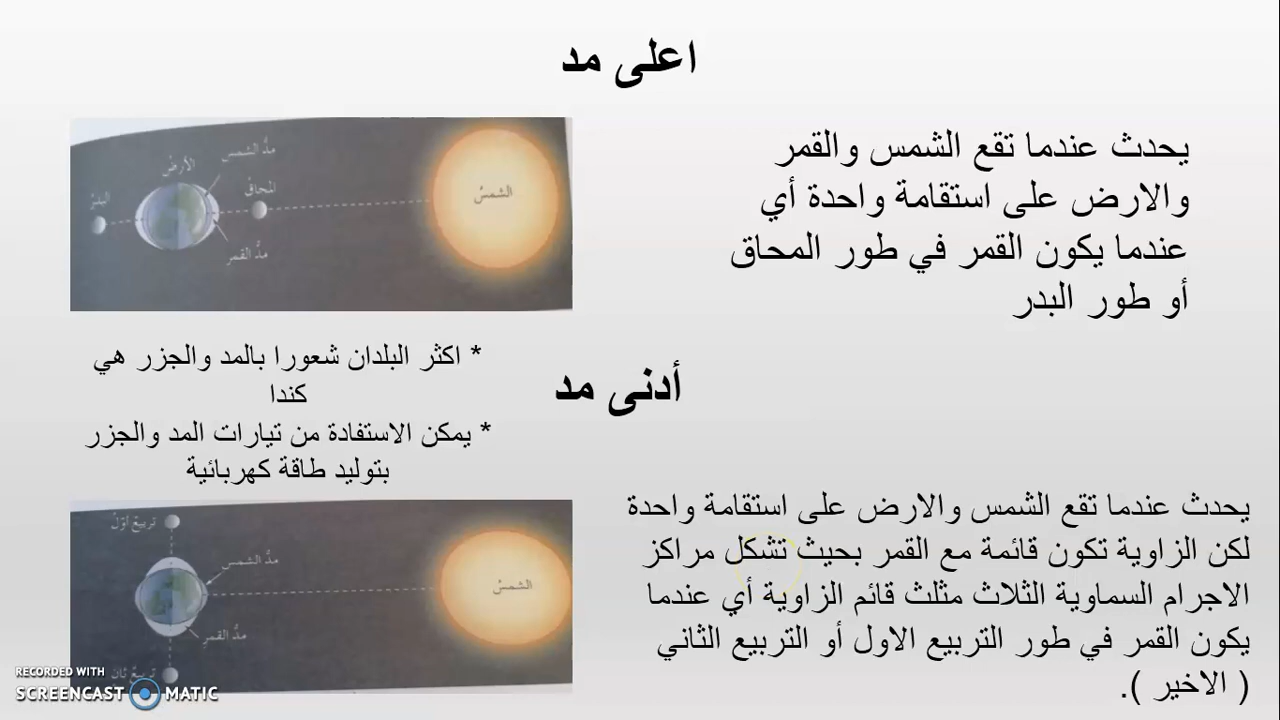 اعلى مد
يحدث عندما تقع الشمس والقمر
والارض على استقامة واحدة أي
عندما يكون القمر في طور المحاق
أو طور البدر
مدُّ الشمس
الأرضُ
المحاقُ
البدرُ
الشمسُ
مدُّ القمر
* اكثر البلدان شعورا بالمد والجزر هي
كندا
* يمكن الاستفادة من تيارات المد والجزر
بتوليد طاقة كهربائية
أدنى مد
يحدث عندما تقع الشمس والارض على استقامة واحدة
لكن الزاوية تكون قائمة مع القمر بحيث تشكل مراكز
الاجرام السماوية الثلاث مثلث قائم الزاوية أي عندما
يكون القمر في طور التربيع الاول أو التربيع الثاني
( الاخير ).
تربيعٌ أوّلُ
مدُّ الشمس
الشمسُ
مدُّ القمر
تربيعٌ ثانٍ
RECORDED WITH
SCREENCAST MATIC